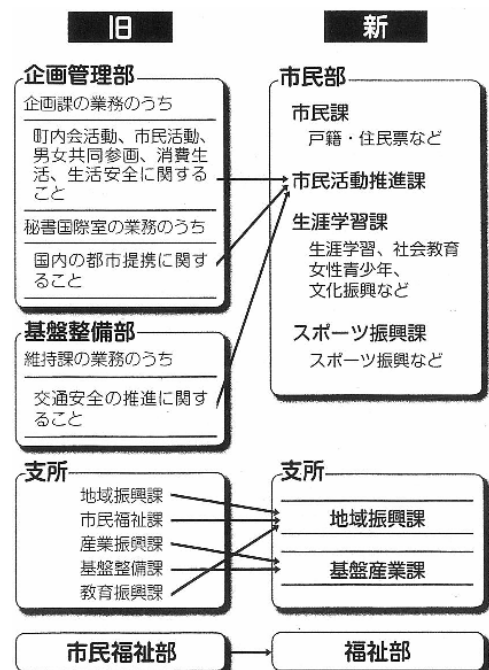 旧
企画管理部
企画課の業務のうち
町内会活動、市民活動、
男女共同参画、消費生
活、生活安全に関する
こと
秘書国際室の業務のうち
国内の都市提携に関す
ること
基盤整備部
維持課の業務のうち
交通安全の推進に関す
ること
支所
地域振興課
市民福祉課
産業振興課
基盤整備課
教育振興課
市民福祉部
新
市民部
市民課
戸籍・住民票など
市民活動推進課
生涯学習課
生涯学習、社会教育
女性青少年、
文化振興など
スポーツ振興課
スポーツ振興など
支所
地域振興課
基盤産業課
福祉部